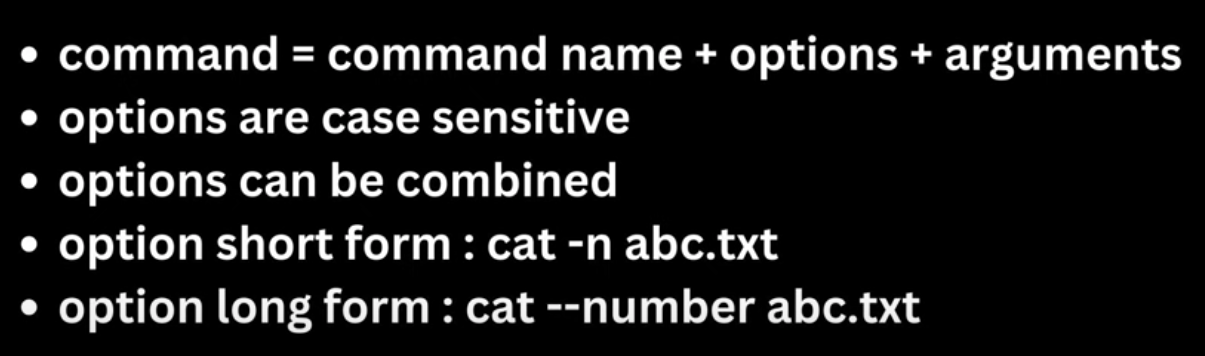 • command = command name + options + arguments
• options are case sensitive
• options can be combined
• option short form : cat -n abc.txt
• option long form : cat --number abc.txt